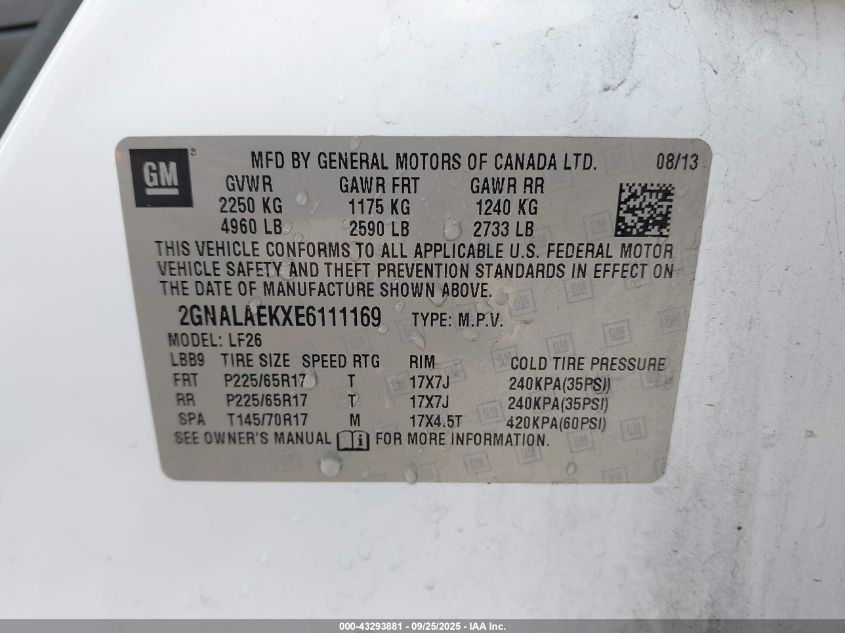 GM
MFD BY GENERAL MOTORS OF CANADA LTD. 08/13
GVWR GAWR FRT GAWR RR
2250 KG 1175 KG 1240 KG
4960 LB 2590 LB 2733 LB
THIS VEHICLE CONFORMS TO ALL APPLICABLE U.S. FEDERAL MOTOR
VEHICLE SAFETY AND THEFT PREVENTION STANDARDS IN EFFECT ON
THE DATE OF MANUFACTURE SHOWN ABOVE.
2GNALAEKXE6111169 TYPE: M.P.V.
MODEL: LF26
LBB9 TIRE SIZE SPEED RTG RIM COLD TIRE PRESSURE
FRT P225/65R17 T 17X7J 240KPA(35PSI)
RR P225/65R17 T 17X7J 240KPA(35PSI)
SPA T145/70R17 M 17X4.5T 420KPA(60PSI)
SEE OWNER'S MANUAL FOR MORE INFORMATION.
000-43293881 - 09/25/2025 - IAA Inc.